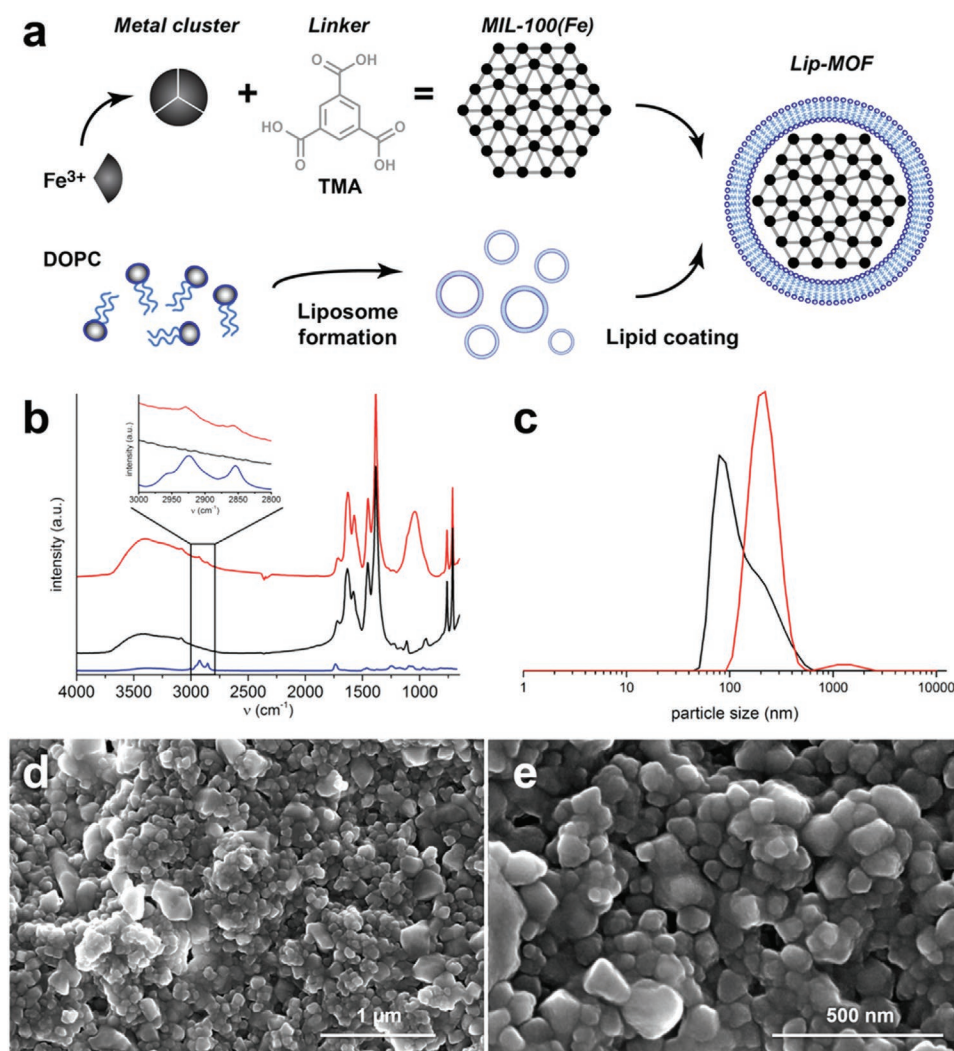 a
Metal cluster
Linker
MIL-100(Fe)
Lip-MOF
Fe³⁺
+
OH
O
HO
O
O
OH
TMA
=
DOPC
Liposome
formation
Lipid coating
b
intensity (a.u.)
3000 2950 2900 2850 2800
ν (cm⁻¹)
intensity (a.u.)
4000 3500 3000 2500 2000 1500 1000
ν (cm⁻¹)
c
1 10 100 1000 10000
particle size (nm)
d
1 µm
e
500 nm